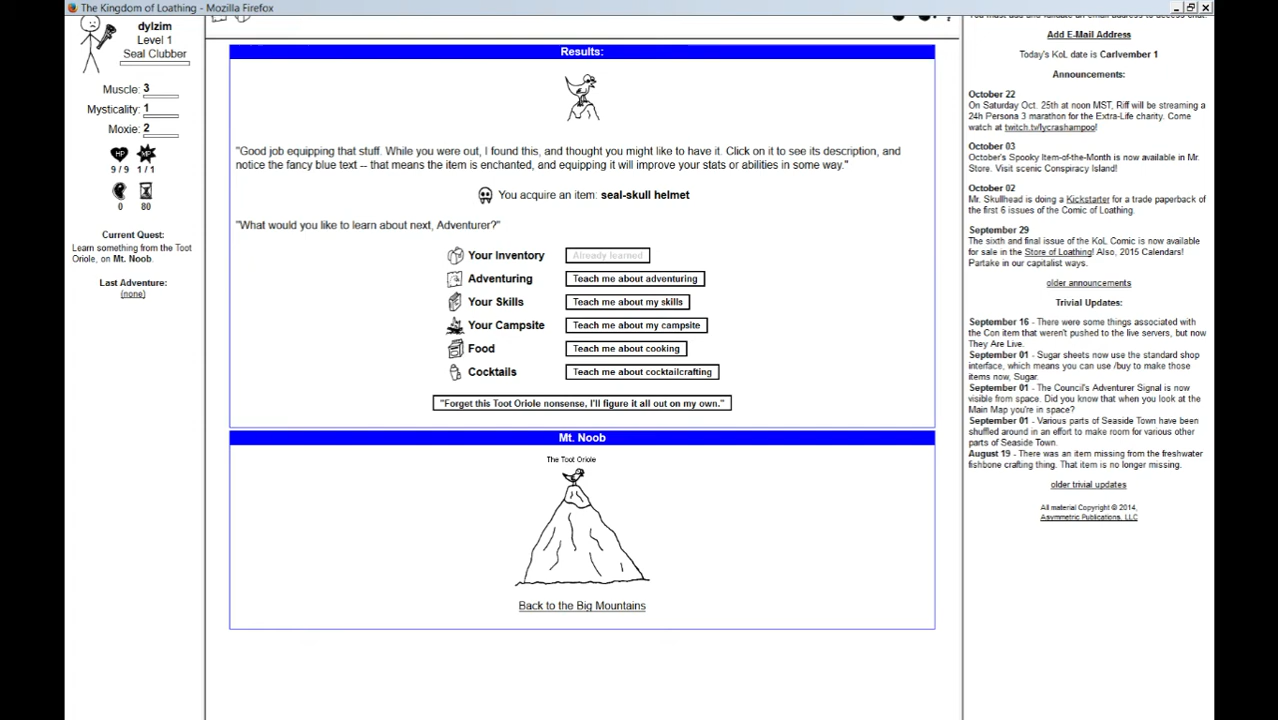 The Kingdom of Loathing - Mozilla Firefox
dylzim
Level 1
Seal Clubber
Muscle: 3
Mysticality: 1
Moxie: 2
HP
MP
9 / 9
1 / 1
0
80
Current Quest:
Learn something from the Toot
Oriole, on Mt. Noob.
Last Adventure:
(none)
Results:
"Good job equipping that stuff. While you were out, I found this, and thought you might like to have it. Click on it to see its description, and
notice the fancy blue text -- that means the item is enchanted, and equipping it will improve your stats or abilities in some way."
You acquire an item: seal-skull helmet
"What would you like to learn about next, Adventurer?"
Your Inventory Already learned
Adventuring Teach me about adventuring
Your Skills Teach me about my skills
Your Campsite Teach me about my campsite
Food Teach me about cooking
Cocktails Teach me about cocktailcrafting
"Forget this Toot Oriole nonsense, I'll figure it all out on my own."
Mt. Noob
The Toot Oriole
Back to the Big Mountains
Add E-Mail Address
Today's KoL date is Carlvember 1
Announcements:
October 22
On Saturday Oct. 25th at noon MST, Riff will be streaming a
24h Persona 3 marathon for the Extra-Life charity. Come
watch at twitch.tv/lycrashampoo!
October 03
October's Spooky Item-of-the-Month is now available in Mr.
Store. Visit scenic Conspiracy Island!
October 02
Mr. Skullhead is doing a Kickstarter for a trade paperback of
the first 6 issues of the Comic of Loathing.
September 29
The sixth and final issue of the KoL Comic is now available
for sale in the Store of Loathing! Also, 2015 Calendars!
Partake in our capitalist ways.
older announcements
Trivial Updates:
September 16 - There were some things associated with
the Con item that weren't pushed to the live servers, but now
They Are Live.
September 01 - Sugar sheets now use the standard shop
interface, which means you can use /buy to make those
items now, Sugar.
September 01 - The Council's Adventurer Signal is now
visible from space. Did you know that when you look at the
Main Map you're in space?
September 01 - Various parts of Seaside Town have been
shuffled around in an effort to make room for various other
parts of Seaside Town.
August 19 - There was an item missing from the freshwater
fishbone crafting thing. That item is no longer missing.
older trivial updates
All material Copyright © 2014,
Asymmetric Publications, LLC